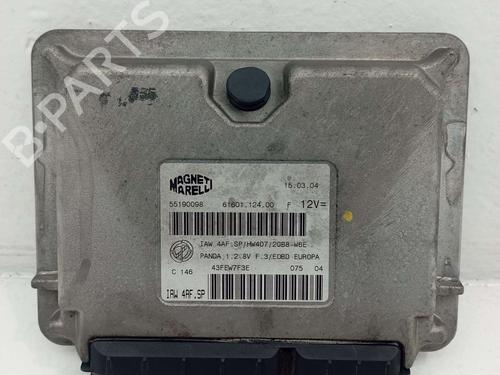 MAGNETI
MARELLI
15.03.04
55190098 61601.124.00 F 12V=
IAW 4AF.SP/HW407/20B8-W6E
PANDA 1.2.8V F.3/EOBD EUROPA
C 146 43FEW7F3E 075 04
IAW 4AF.SP
B-PARTS